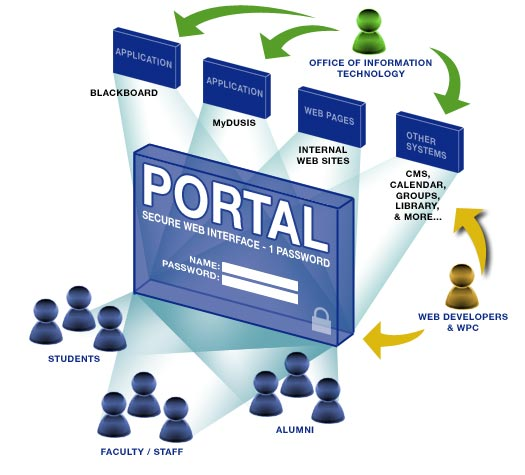 OFFICE OF INFORMATION
TECHNOLOGY
APPLICATION
BLACKBOARD
APPLICATION
MyDUSIS
WEB PAGES
INTERNAL
WEB SITES
OTHER
SYSTEMS
CMS,
CALENDAR,
GROUPS,
LIBRARY,
& MORE...
PORTAL
SECURE WEB INTERFACE - 1 PASSWORD
NAME:
PASSWORD:
WEB DEVELOPERS
& WPC
STUDENTS
FACULTY / STAFF
ALUMNI